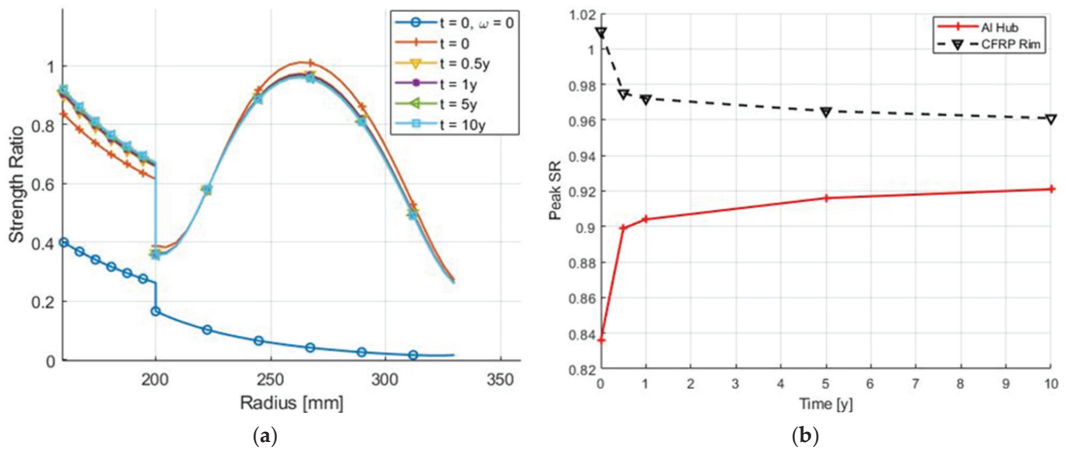 Strength Ratio
1
0.8
0.6
0.4
0.2
0
200
250
300
350
Radius [mm]
t = 0, ω = 0
t = 0
t = 0.5y
t = 1y
t = 5y
t = 10y
(a)
Peak SR
1.02
1
0.98
0.96
0.94
0.92
0.9
0.88
0.86
0.84
0.82
0
1
2
3
4
5
6
7
8
9
10
Time [y]
Al Hub
CFRP Rim
(b)